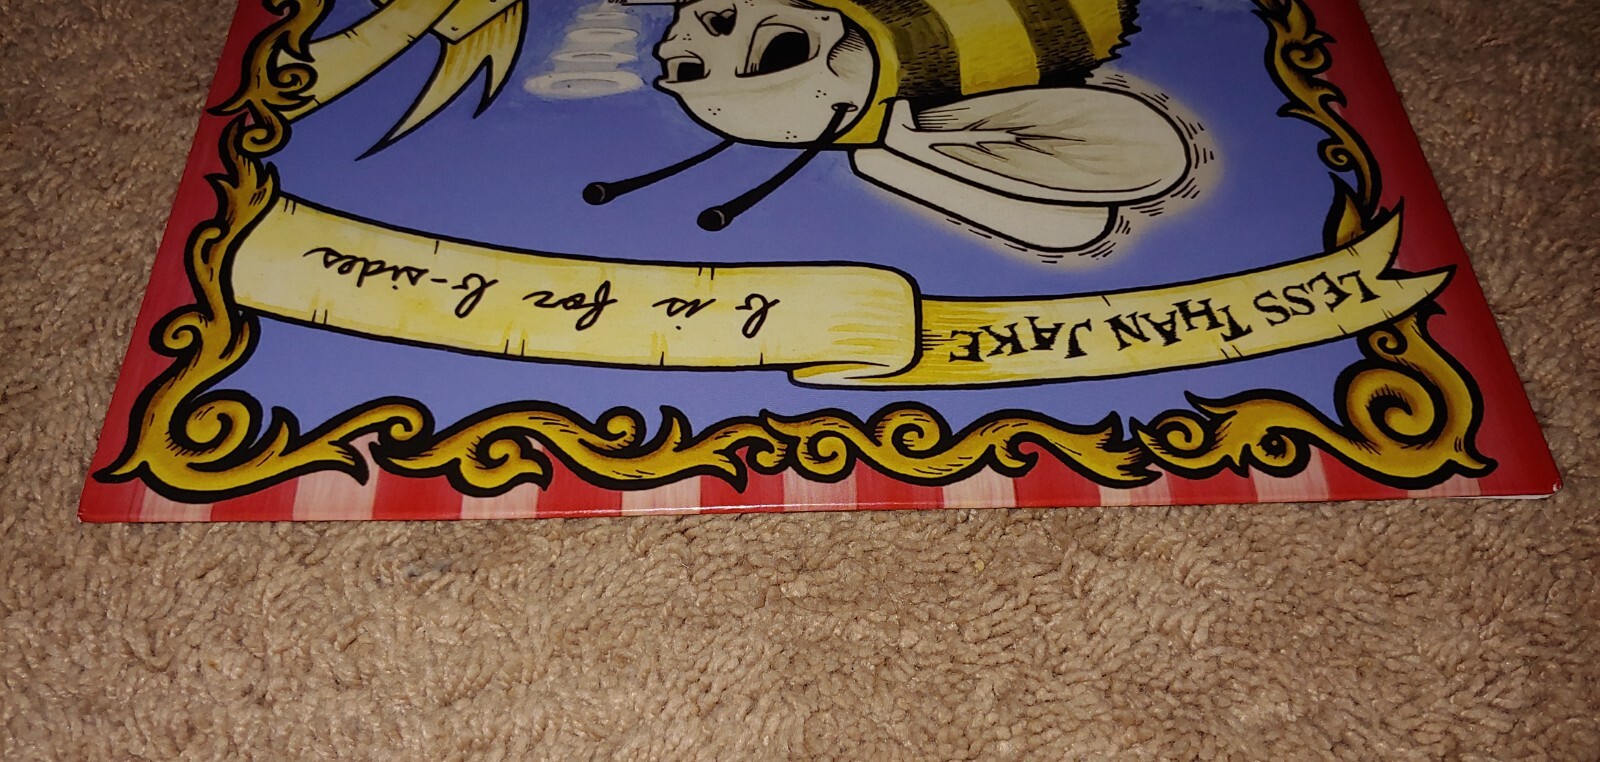 LESS THAN JAKE
b is for b-sides